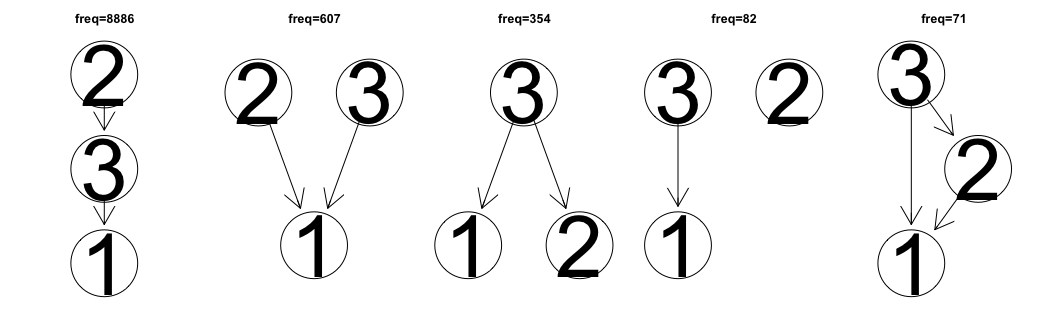 freq=8886 freq=607 freq=354 freq=82 freq=71
2 3
2 3 3 3 2
3 2
1 1 2 1
1 1